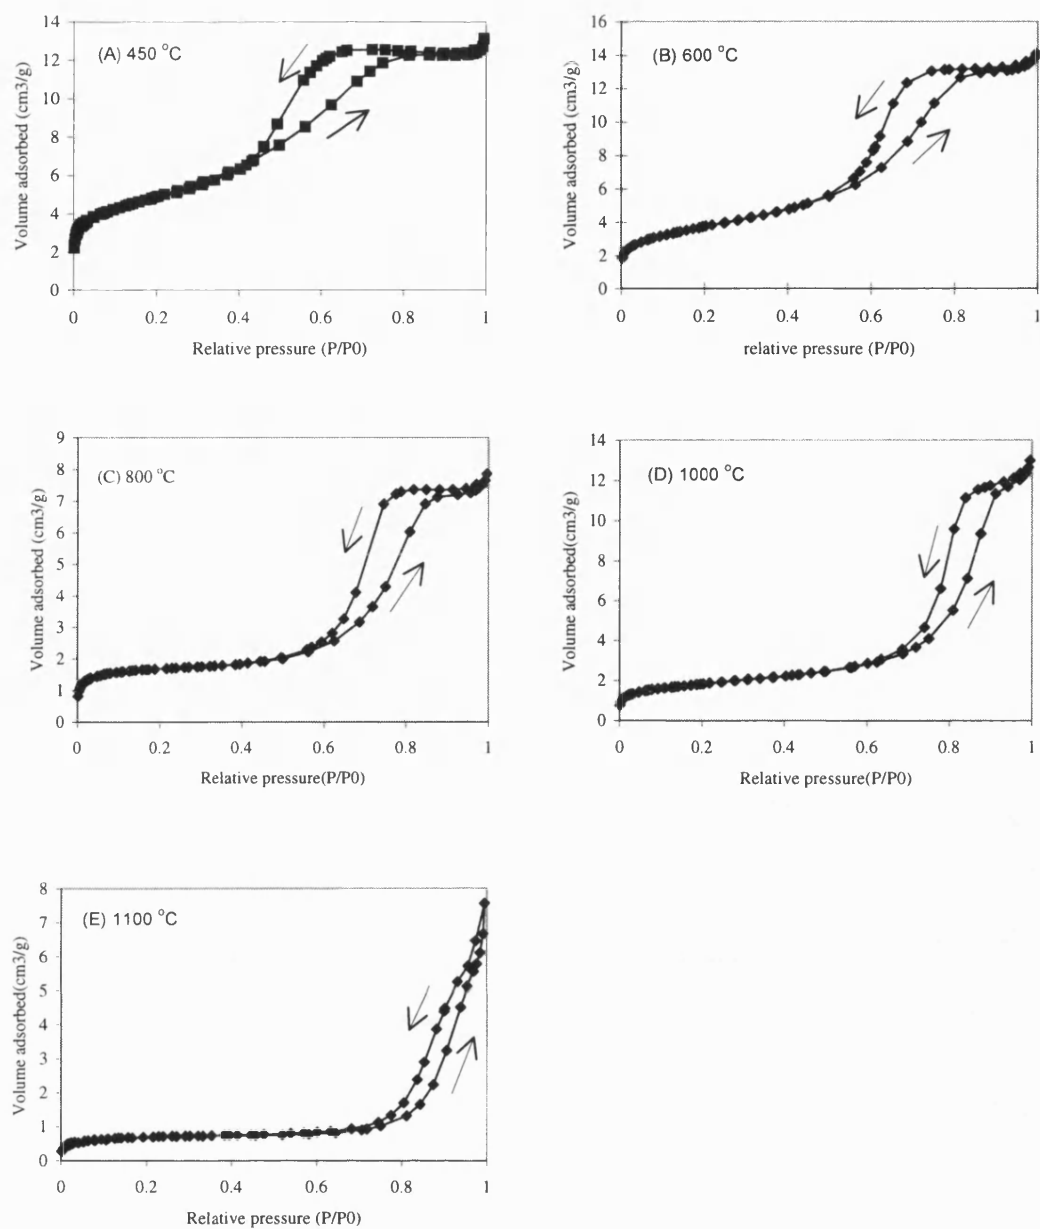 (A) 450 °C
Volume adsorbed (cm3/g)
14
12
10
8
6
4
2
0
0 0.2 0.4 0.6 0.8 1
Relative pressure (P/P0)
(B) 600 °C
Volume adsorbed (cm3/g)
16
14
12
10
8
6
4
2
0
0 0.2 0.4 0.6 0.8 1
relative pressure (P/P0)
(C) 800 °C
Volume adsorbed (cm3/g)
9
8
7
6
5
4
3
2
1
0
0 0.2 0.4 0.6 0.8 1
Relative pressure(P/P0)
(D) 1000 °C
Volume adsorbed(cm3/g)
14
12
10
8
6
4
2
0
0 0.2 0.4 0.6 0.8 1
Relative pressure(P/P0)
(E) 1100 °C
Volume adsorbed(cm3/g)
8
7
6
5
4
3
2
1
0
0 0.2 0.4 0.6 0.8 1
Relative pressure (P/P0)